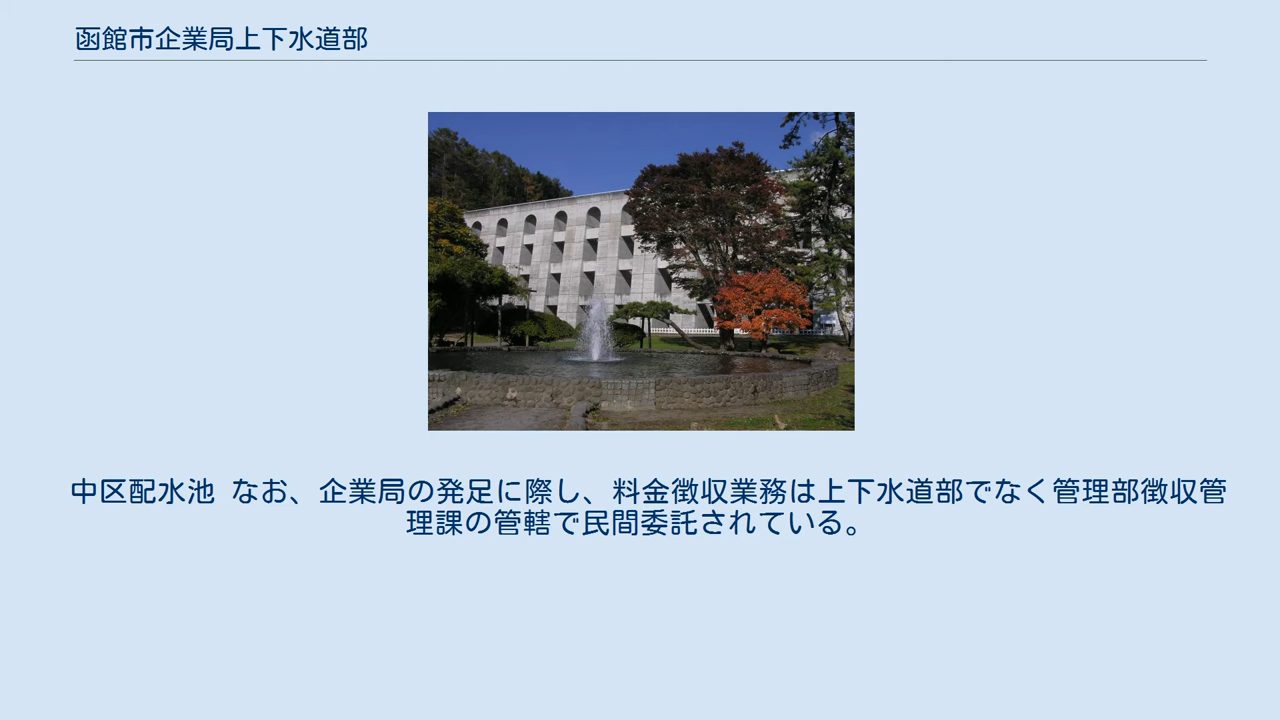 函館市企業局上下水道部
中区配水池 なお、企業局の発足に際し、料金徴収業務は上下水道部でなく管理部徴収管
理課の管轄で民間委託されている。